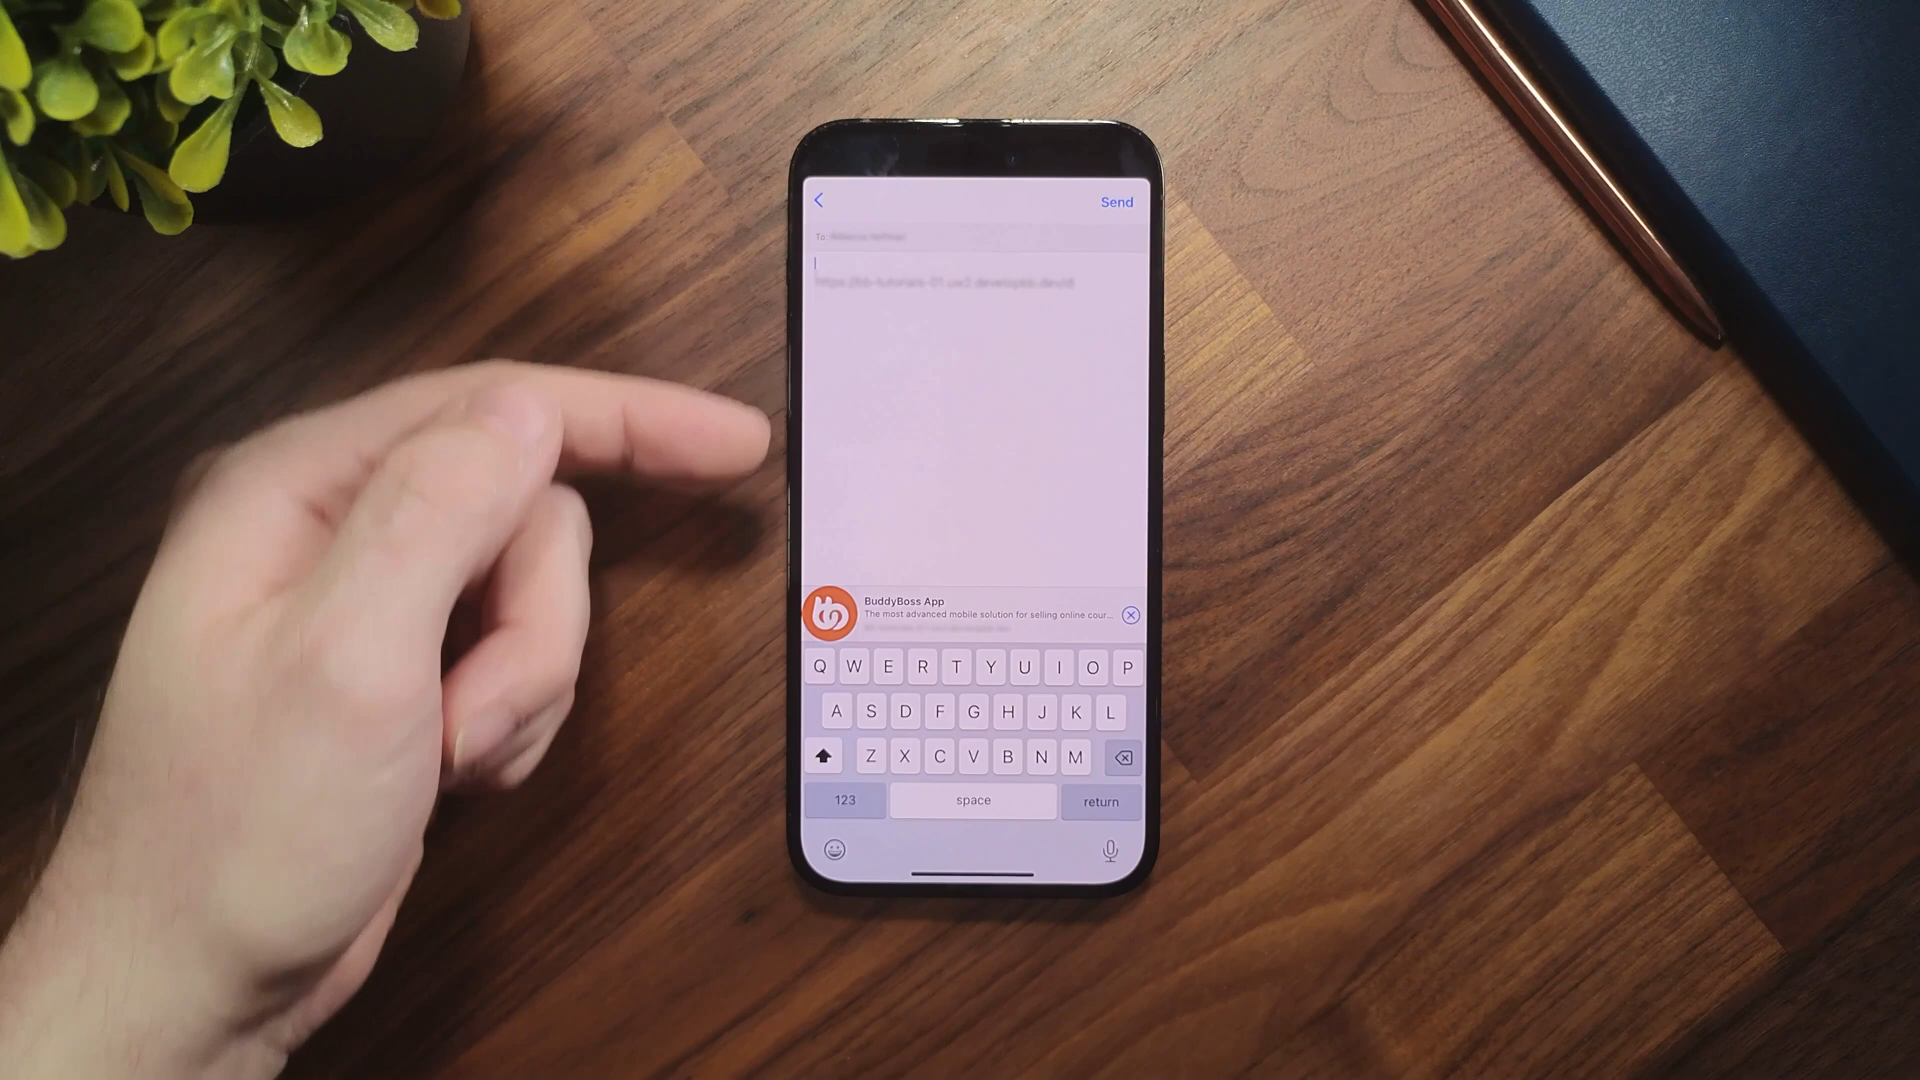 Send
To:
BuddyBoss App
The most advanced mobile solution for selling online cour...
Q W E R T Y U I O P
A S D F G H J K L
Z X C V B N M
123 space return